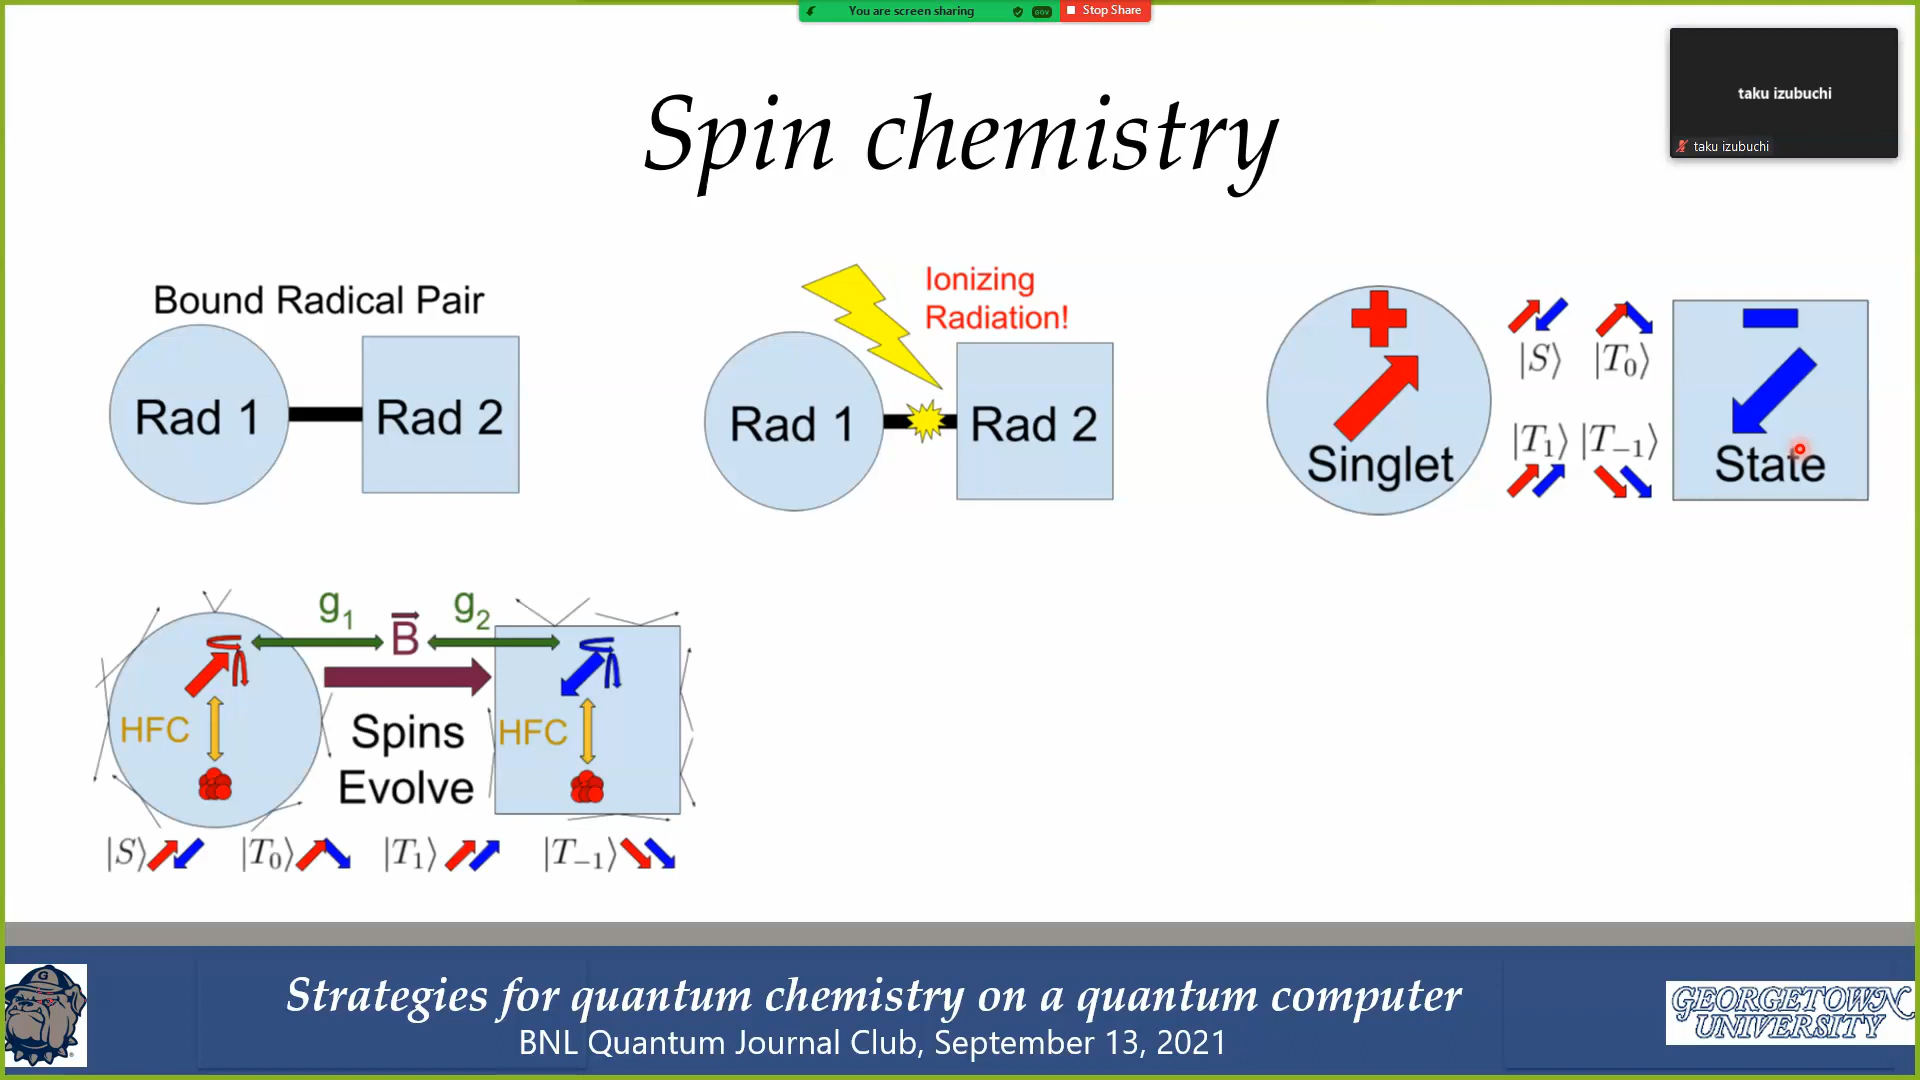 You are screen sharing
GOV
Stop Share
taku izubuchi
taku izubuchi
Spin chemistry
Bound Radical Pair
Rad 1
Rad 2
Ionizing
Radiation!
Rad 1
Rad 2
Singlet
|S⟩ |T₀⟩
|T₁⟩ |T₋₁⟩
State
g₁ B⃗ g₂
HFC
Spins
Evolve
HFC
|S⟩ |T₀⟩ |T₁⟩ |T₋₁⟩
G
Strategies for quantum chemistry on a quantum computer
BNL Quantum Journal Club, September 13, 2021
GEORGETOWN
UNIVERSITY